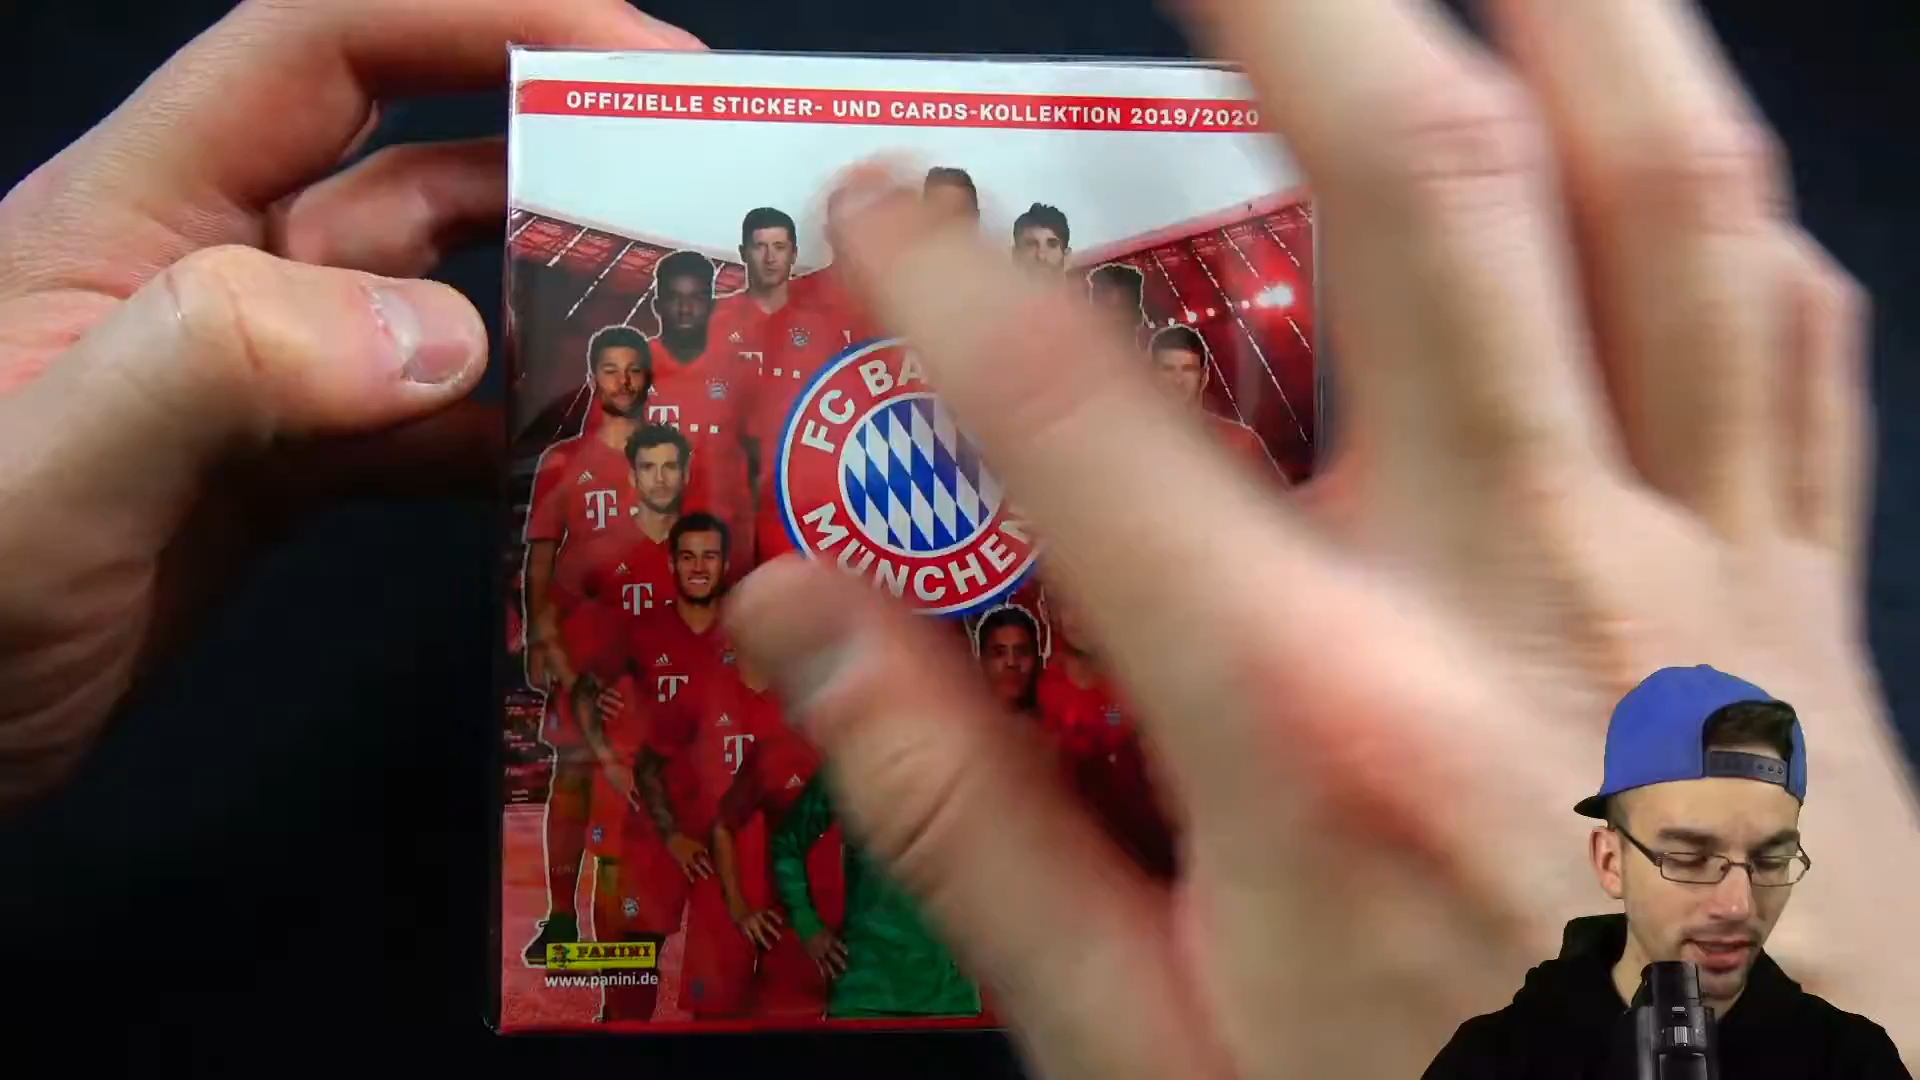 OFFIZIELLE STICKER- UND CARDS-KOLLEKTION 2019/2020
FC BA
MÜNCHEN
PANINI
www.panini.de